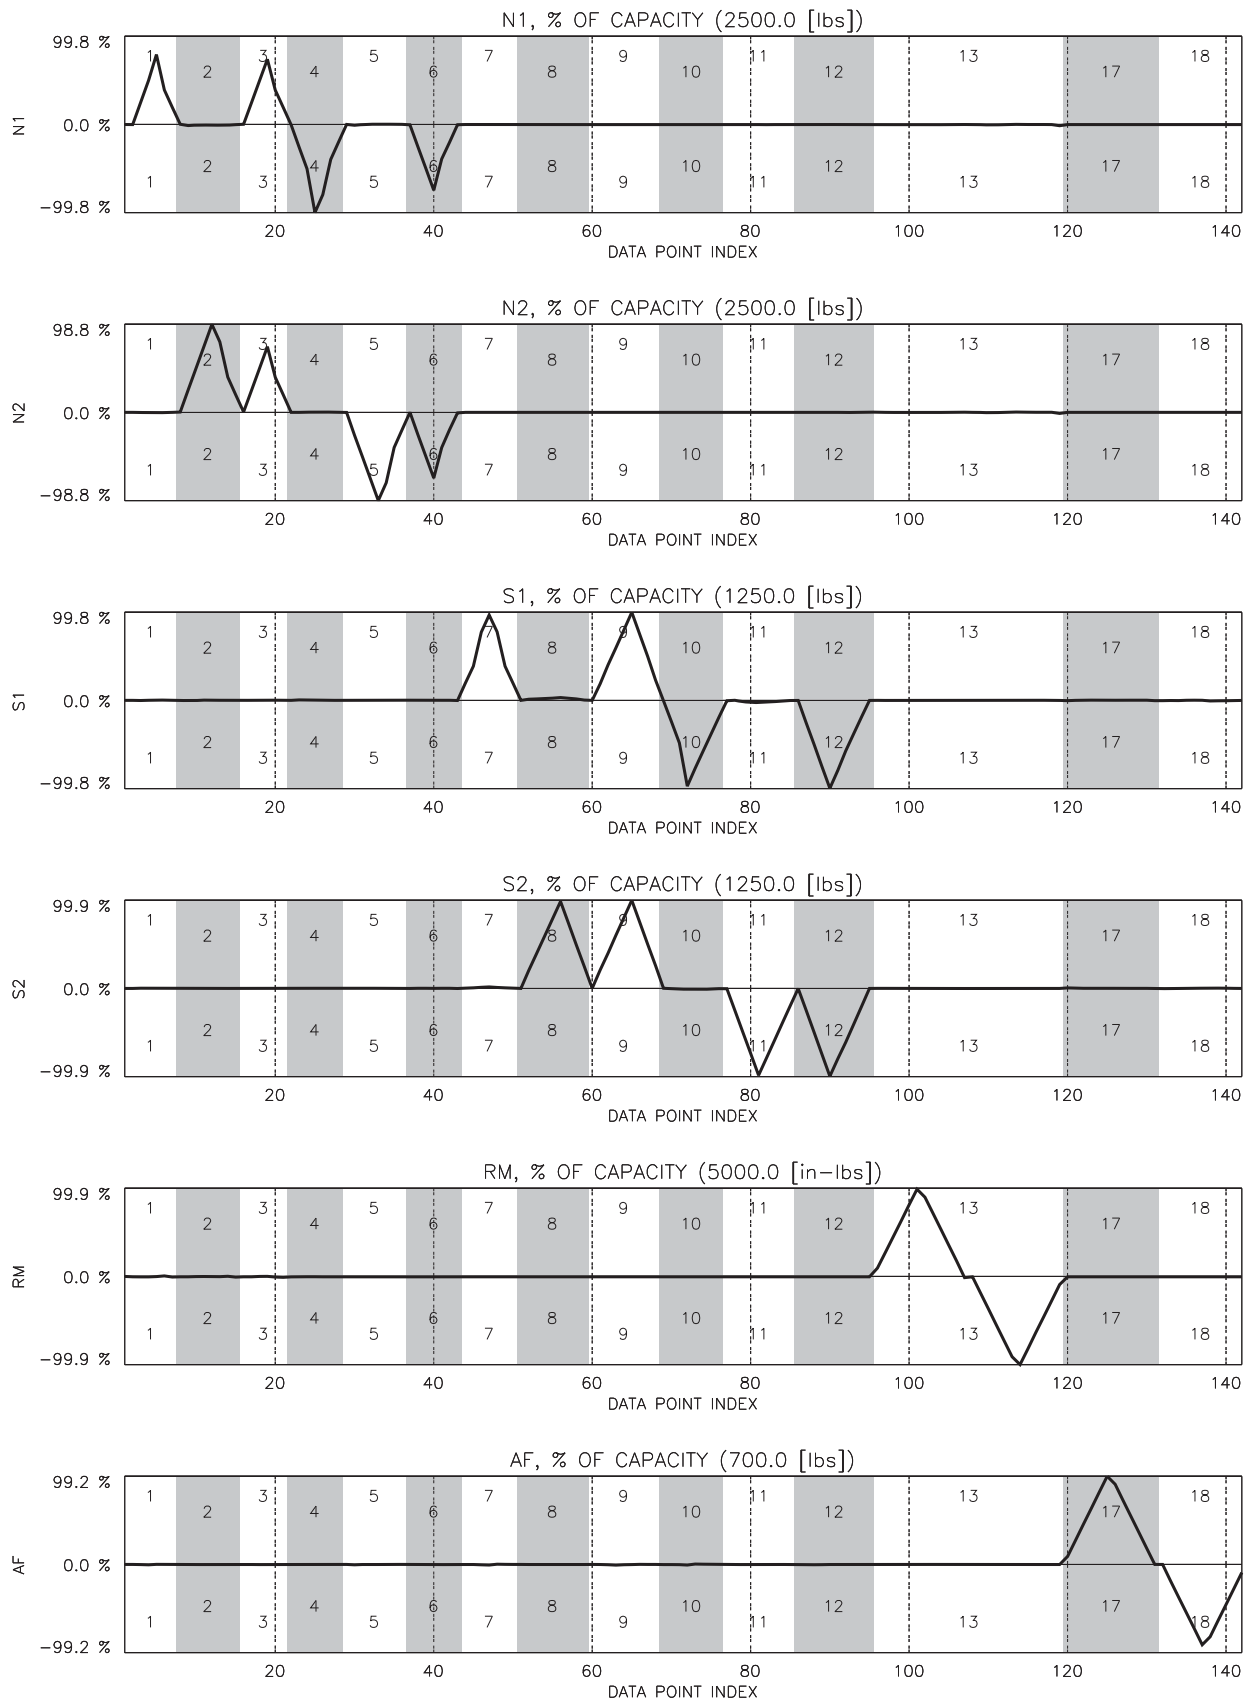 N1, % OF CAPACITY (2500.0 [lbs])
99.8 %
1 2 3 4 5 6 7 8 9 10 11 12 13 17 18
0.0 %
N1
1 2 3 4 5 6 7 8 9 10 11 12 13 17 18
−99.8 %
20 40 60 80 100 120 140
DATA POINT INDEX
N2, % OF CAPACITY (2500.0 [lbs])
98.8 %
1 2 3 4 5 6 7 8 9 10 11 12 13 17 18
0.0 %
N2
1 2 3 4 5 6 7 8 9 10 11 12 13 17 18
−98.8 %
20 40 60 80 100 120 140
DATA POINT INDEX
S1, % OF CAPACITY (1250.0 [lbs])
99.8 %
1 2 3 4 5 6 7 8 9 10 11 12 13 17 18
0.0 %
S1
1 2 3 4 5 6 7 8 9 10 11 12 13 17 18
−99.8 %
20 40 60 80 100 120 140
DATA POINT INDEX
S2, % OF CAPACITY (1250.0 [lbs])
99.9 %
1 2 3 4 5 6 7 8 9 10 11 12 13 17 18
0.0 %
S2
1 2 3 4 5 6 7 8 9 10 11 12 13 17 18
−99.9 %
20 40 60 80 100 120 140
DATA POINT INDEX
RM, % OF CAPACITY (5000.0 [in−lbs])
99.9 %
1 2 3 4 5 6 7 8 9 10 11 12 13 17 18
0.0 %
RM
1 2 3 4 5 6 7 8 9 10 11 12 13 17 18
−99.9 %
20 40 60 80 100 120 140
DATA POINT INDEX
AF, % OF CAPACITY (700.0 [lbs])
99.2 %
1 2 3 4 5 6 7 8 9 10 11 12 13 17 18
0.0 %
AF
1 2 3 4 5 6 7 8 9 10 11 12 13 17 18
−99.2 %
20 40 60 80 100 120 140
DATA POINT INDEX